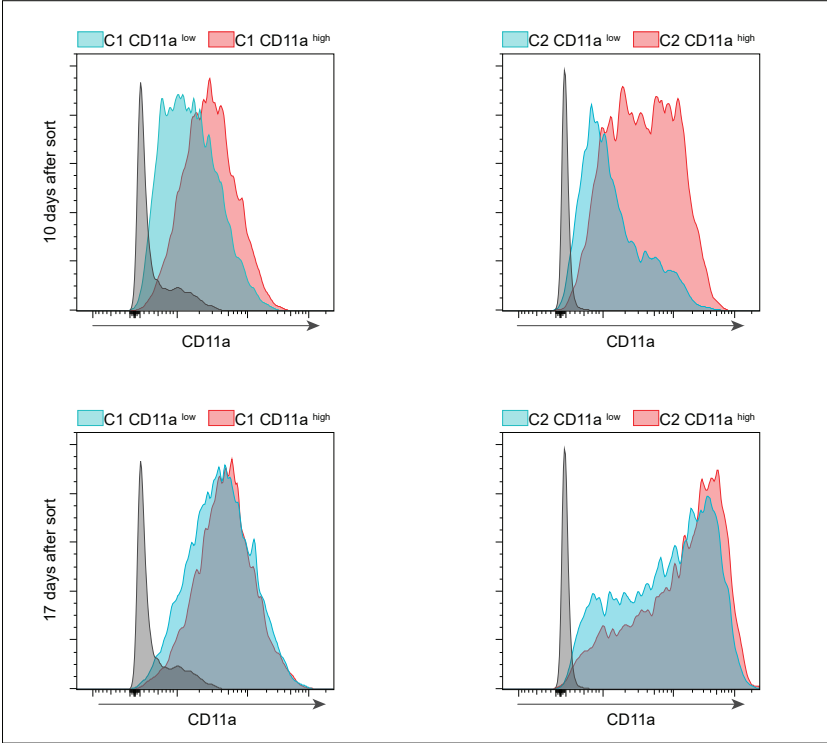 C1 CD11a low C1 CD11a high
C2 CD11a low C2 CD11a high
10 days after sort
CD11a
CD11a
C1 CD11a low C1 CD11a high
C2 CD11a low C2 CD11a high
17 days after sort
CD11a
CD11a